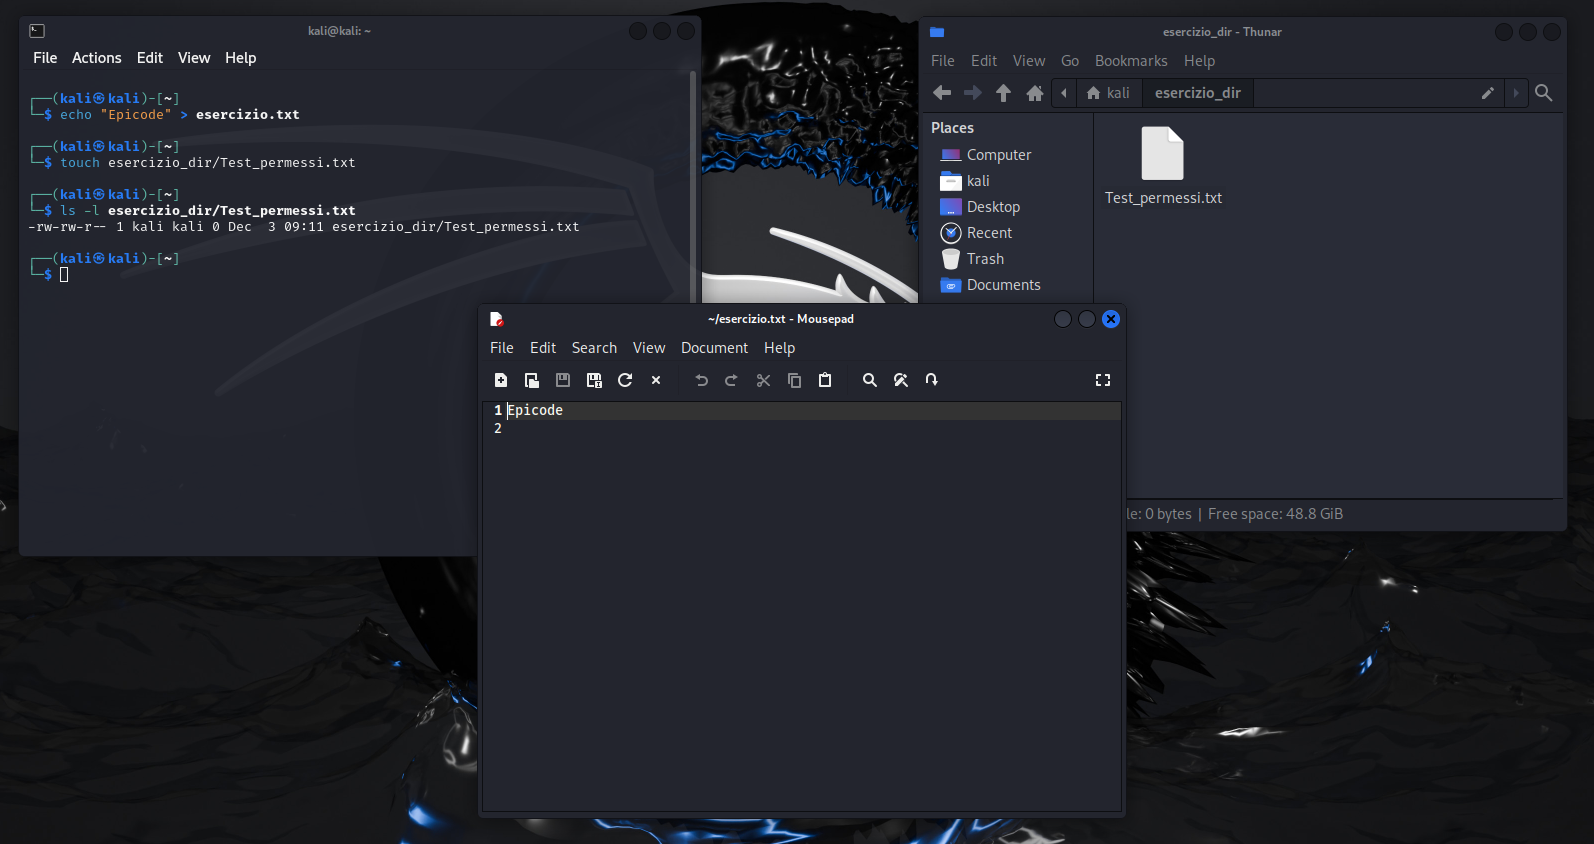 kali@kali: ~
File Actions Edit View Help
┌──(kali㉿kali)-[~]
└─$ echo "Epicode" > esercizio.txt
┌──(kali㉿kali)-[~]
└─$ touch esercizio_dir/Test_permessi.txt
┌──(kali㉿kali)-[~]
└─$ ls -l esercizio_dir/Test_permessi.txt
-rw-rw-r-- 1 kali kali 0 Dec  3 09:11 esercizio_dir/Test_permessi.txt
┌──(kali㉿kali)-[~]
└─$
esercizio_dir - Thunar
File Edit View Go Bookmarks Help
kali esercizio_dir
Places
Computer
kali
Desktop
Recent
Trash
Documents
Test_permessi.txt
le: 0 bytes | Free space: 48.8 GiB
~/esercizio.txt - Mousepad
File Edit Search View Document Help
1 Epicode
2